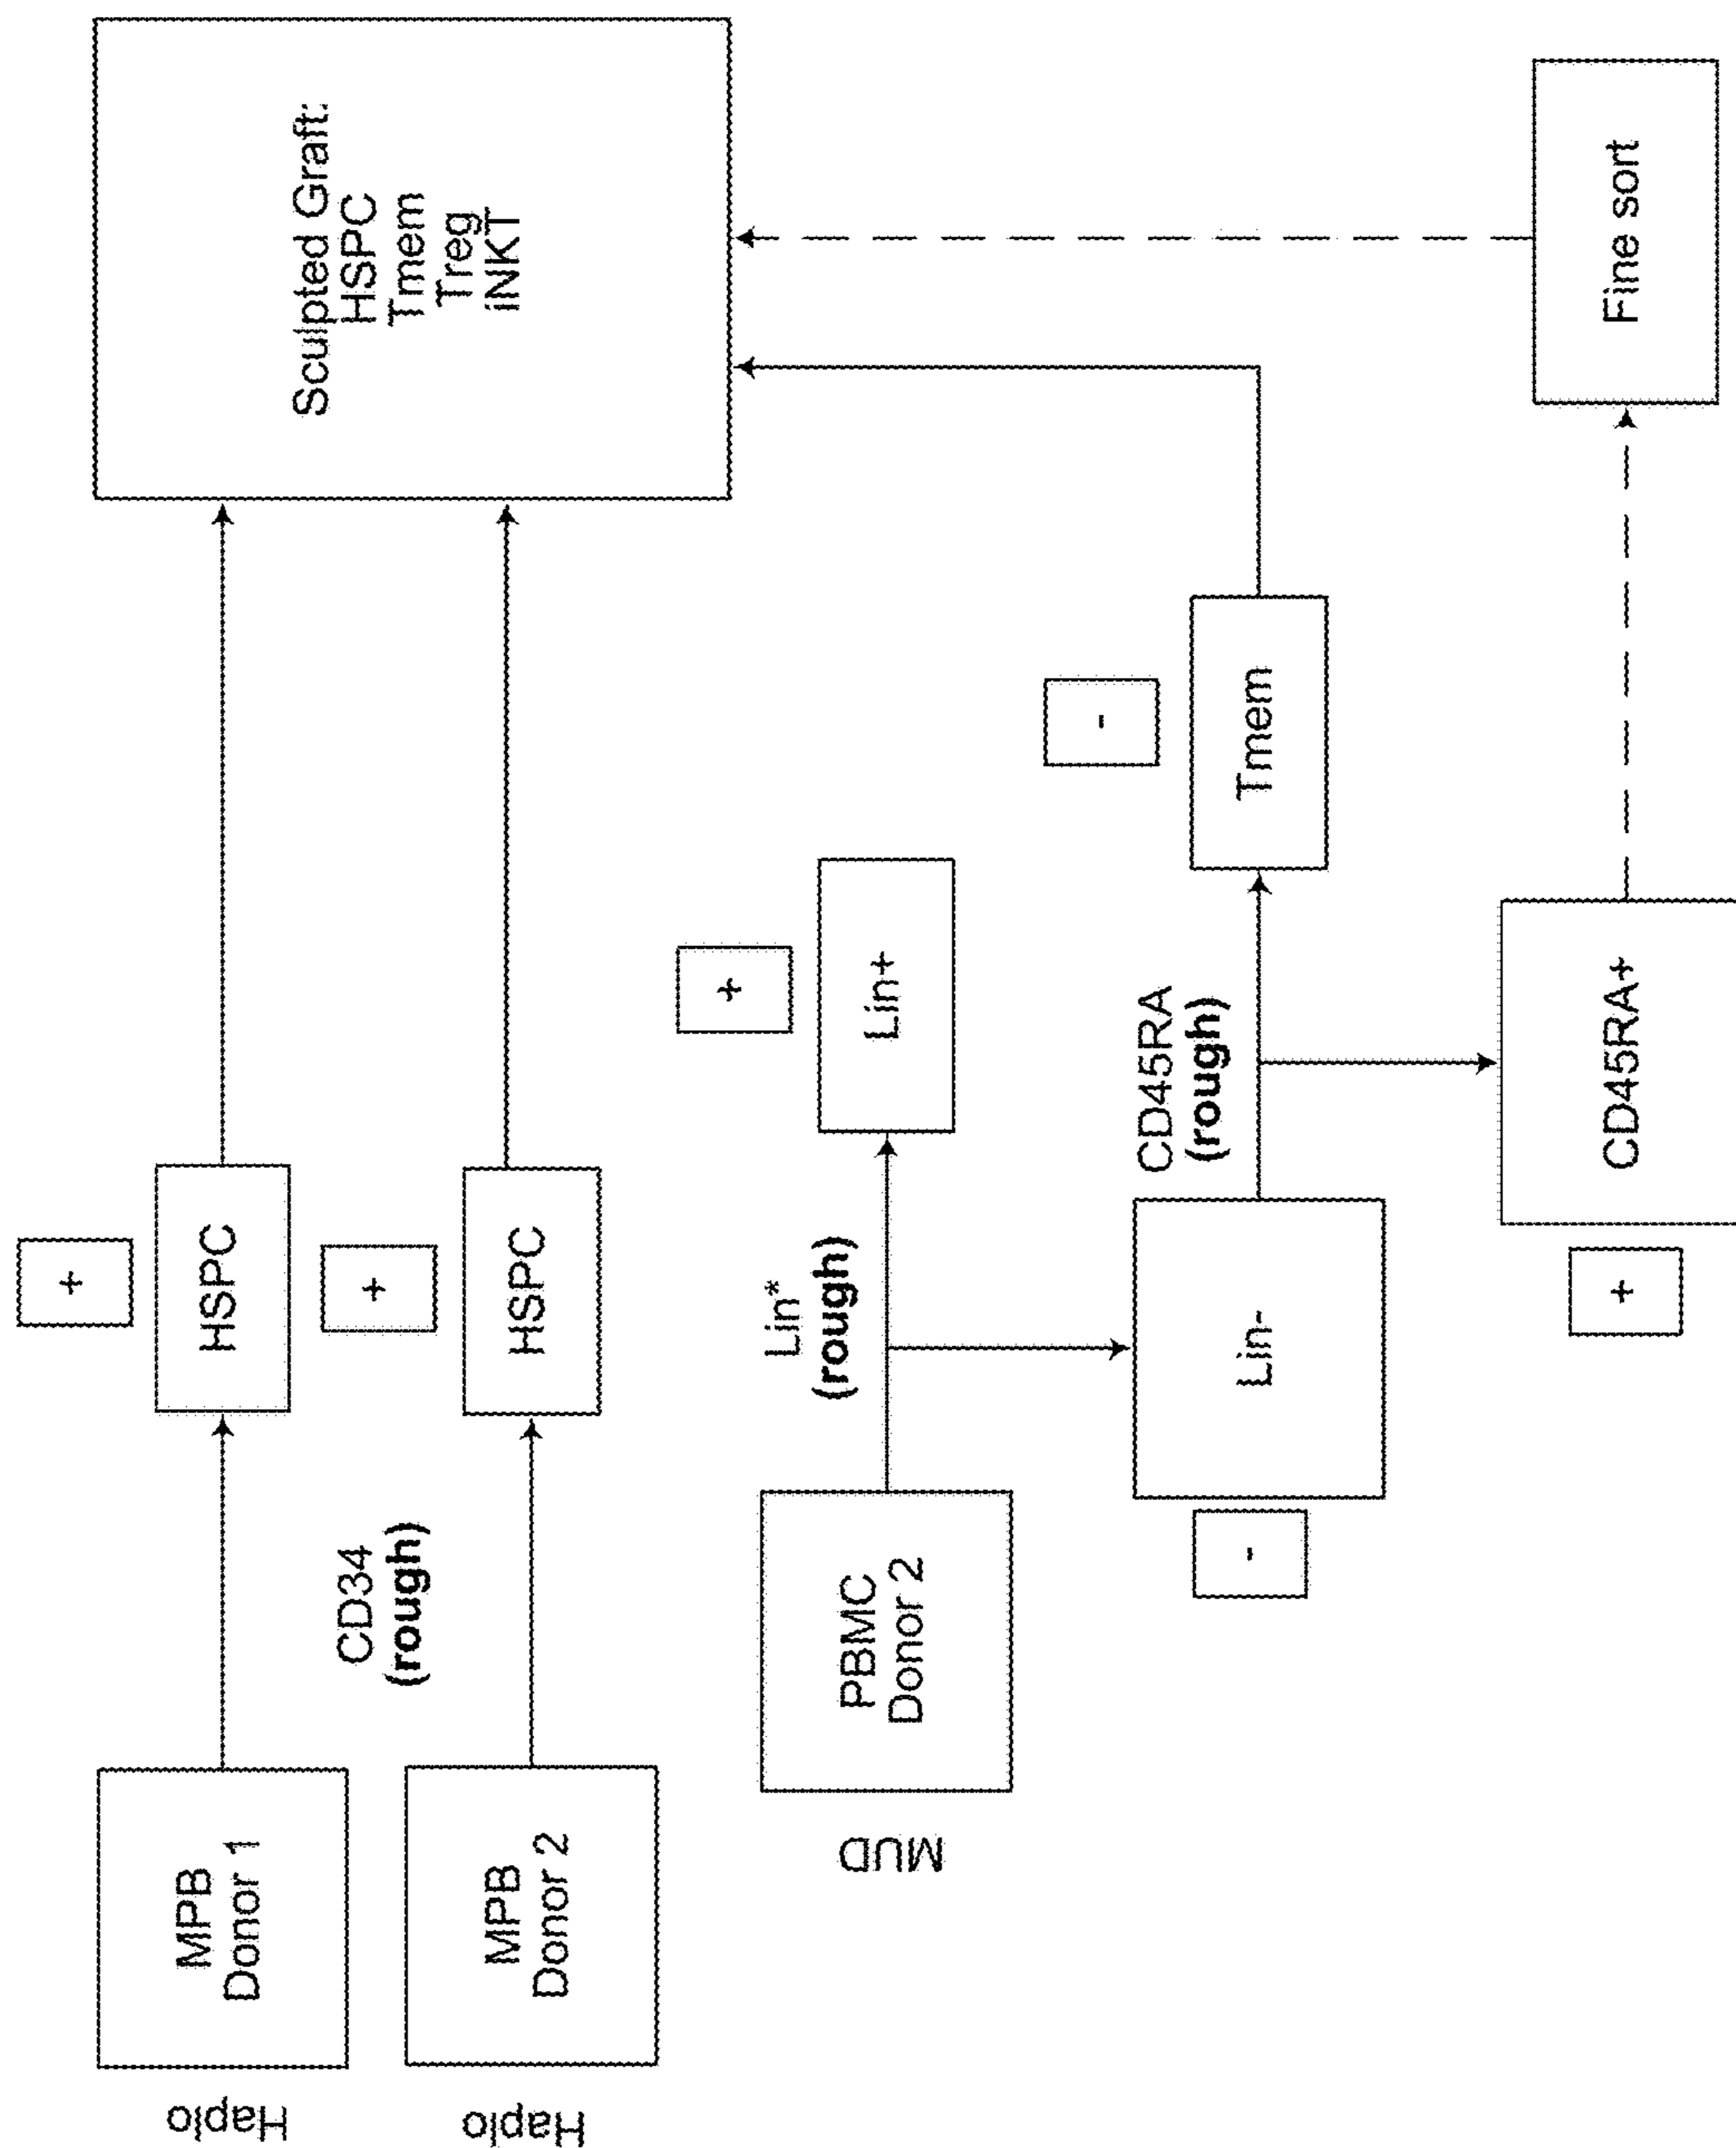 Haplo
MPB
Donor 1
+
HSPC
Sculpted Graft:
HSPC
Tmem
Treg
iNKT
CD34
(rough)
Haplo
MPB
Donor 2
+
HSPC
MUD
PBMC
Donor 2
Lin*
(rough)
+
Lin+
-
Lin-
CD45RA
(rough)
-
Tmem
+
CD45RA+
Fine sort